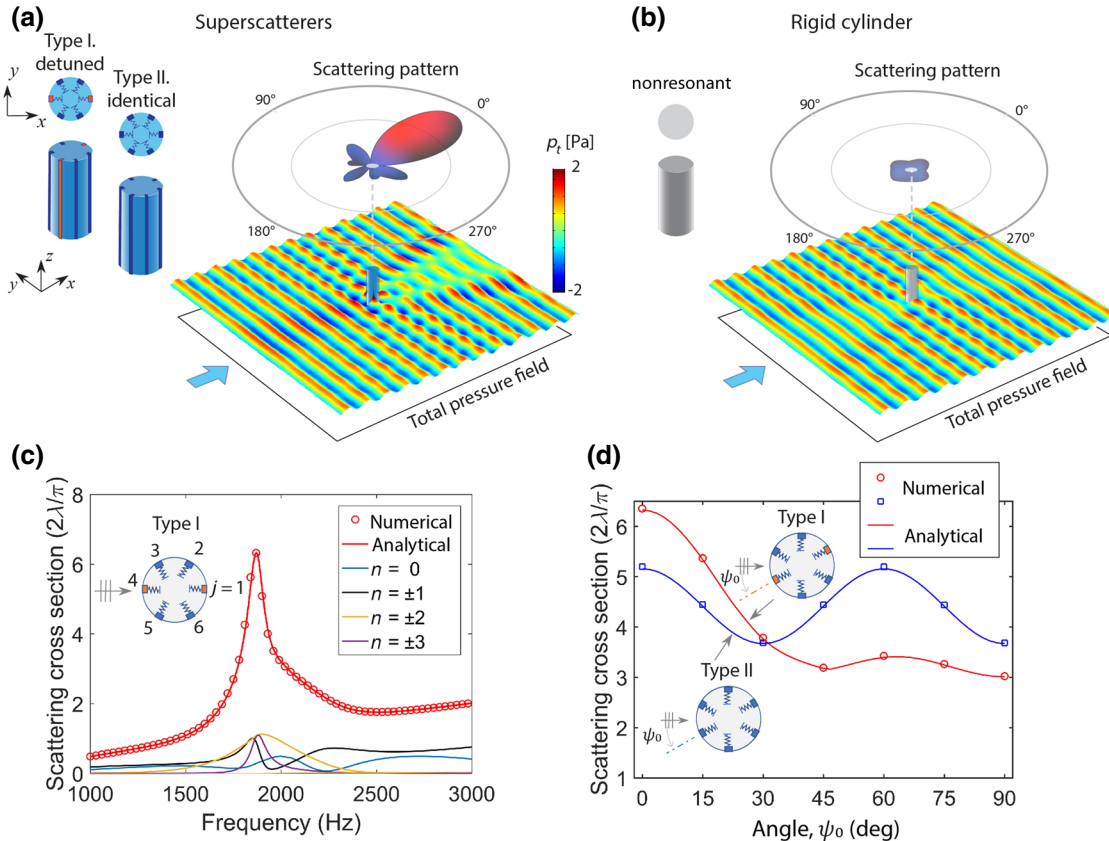 (a)
Superscatterers
Type I.
detuned
Type II.
identical
y
x
z
y
x
Scattering pattern
90°
0°
180°
270°
p_t [Pa]
2
-2
Total pressure field
(b)
Rigid cylinder
nonresonant
Scattering pattern
90°
0°
180°
270°
Total pressure field
(c)
Scattering cross section (2λ/π)
8
6
4
2
0
1000
1500
2000
2500
3000
Frequency (Hz)
Type I
3
2
4
j = 1
5
6
Numerical
Analytical
n = 0
n = ±1
n = ±2
n = ±3
(d)
Scattering cross section (2λ/π)
6
5
4
3
2
1
0
15
30
45
60
75
90
Angle, ψ₀ (deg)
Numerical
Analytical
Type I
ψ₀
Type II
ψ₀